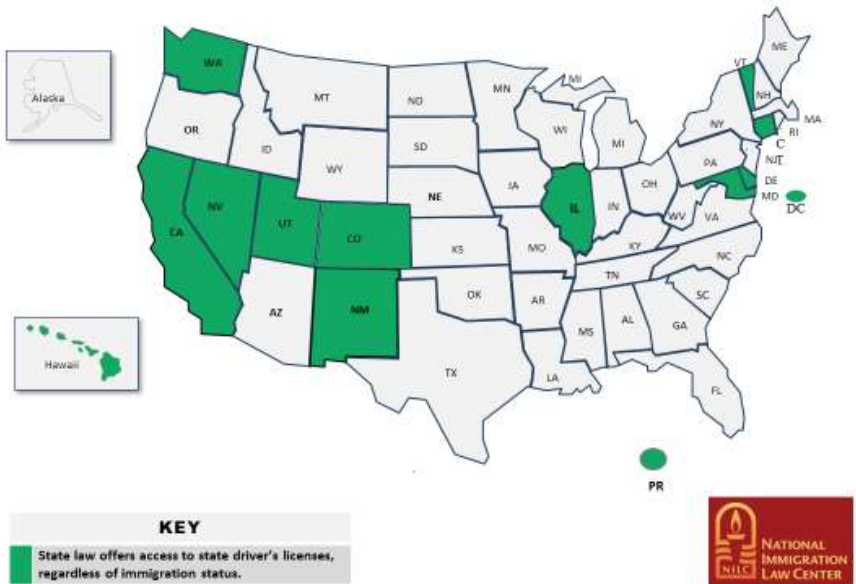 ME
WA
VT
MI
Alaska
MT
ND
MN
NH
MA
OR
WI
NY
RI
ID
SD
MI
C
WY
PA
NJ
T
IA
OH
DE
NE
MD
NV
IL
IN
DC
UT
WV
VA
CA
CO
KS
MO
KY
NC
TN
OK
AR
SC
AZ
NM
MS
AL
GA
Hawaii
TX
LA
FL
PR
KEY
State law offers access to state driver's licenses,
regardless of immigration status.
NILC
NATIONAL
IMMIGRATION
LAW CENTER